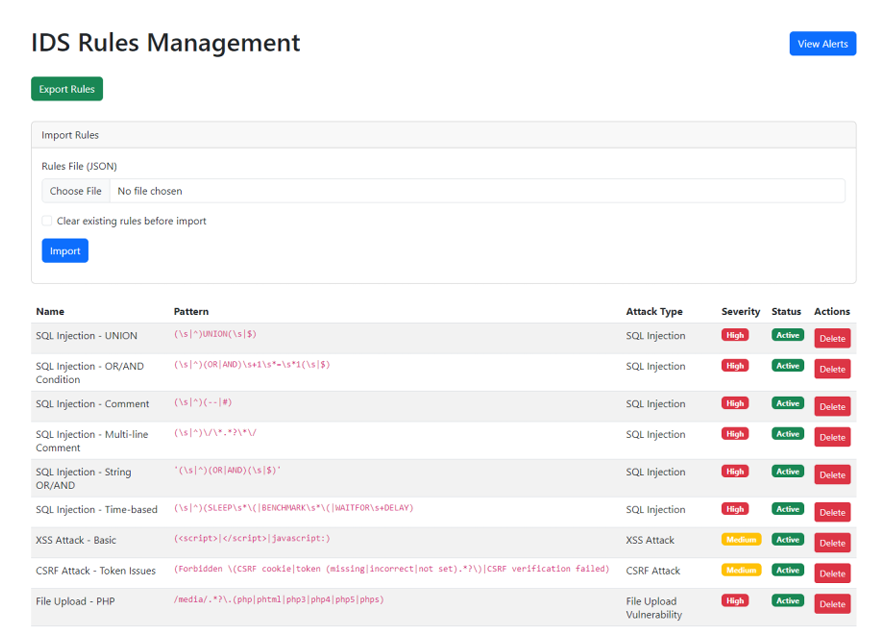 IDS Rules Management
View Alerts
Export Rules
Import Rules
Rules File (JSON)
Choose File No file chosen
Clear existing rules before import
Import
Name Pattern Attack Type Severity Status Actions
SQL Injection - UNION (\s|^)UNION(\s|$) SQL Injection High Active Delete
SQL Injection - OR/AND (\s|^)(OR|AND)\s+1\s*=\s*1(\s|$) SQL Injection High Active Delete
Condition
SQL Injection - Comment (\s|^)(--|#) SQL Injection High Active Delete
SQL Injection - Multi-line (\s|^)\/\*.*?\*\/ SQL Injection High Active Delete
Comment
SQL Injection - String '(\s|^)(OR|AND)(\s|$)' SQL Injection High Active Delete
OR/AND
SQL Injection - Time-based (\s|^)(SLEEP\s*\(|BENCHMARK\s*\(|WAITFOR\s+DELAY) SQL Injection High Active Delete
XSS Attack - Basic (<script>|</script>|javascript:) XSS Attack Medium Active Delete
CSRF Attack - Token Issues (Forbidden \(CSRF cookie|token (missing|incorrect|not set).*?\)|CSRF verification failed) CSRF Attack Medium Active Delete
File Upload - PHP /media/.*?\.(php|phtml|php3|php4|php5|phps) File Upload High Active Delete
Vulnerability